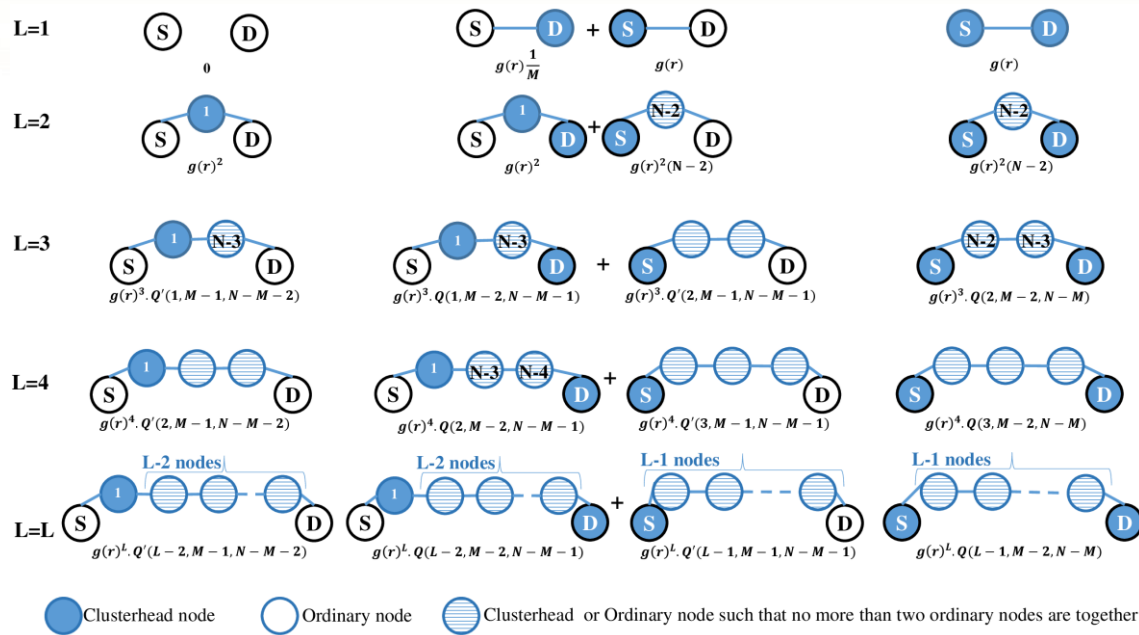 L=1
S D
0
S D + S D
g(r) 1/M
g(r)
S D
g(r)
L=2
S 1 D
g(r)²
S 1 D + S N-2 D
g(r)²
g(r)²(N − 2)
S N-2 D
g(r)²(N − 2)
L=3
S 1 N-3 D
g(r)³.Q′(1, M − 1, N − M − 2)
S 1 N-3 D + S D
g(r)³.Q(1, M − 2, N − M − 1)
g(r)³.Q′(2, M − 1, N − M − 1)
S N-2 N-3 D
g(r)³.Q(2, M − 2, N − M)
L=4
S 1 D
g(r)⁴.Q′(2, M − 1, N − M − 2)
S 1 N-3 N-4 D + S D
g(r)⁴.Q(2, M − 2, N − M − 1)
g(r)⁴.Q′(3, M − 1, N − M − 1)
S D
g(r)⁴.Q(3, M − 2, N − M)
L=L
L-2 nodes
S 1 D
g(r)ᴸ.Q′(L − 2, M − 1, N − M − 2)
L-2 nodes
S 1 D +
g(r)ᴸ.Q(L − 2, M − 2, N − M − 1)
L-1 nodes
S D
g(r)ᴸ.Q′(L − 1, M − 1, N − M − 1)
L-1 nodes
S D
g(r)ᴸ.Q(L − 1, M − 2, N − M)
Clusterhead node
Ordinary node
Clusterhead or Ordinary node such that no more than two ordinary nodes are together